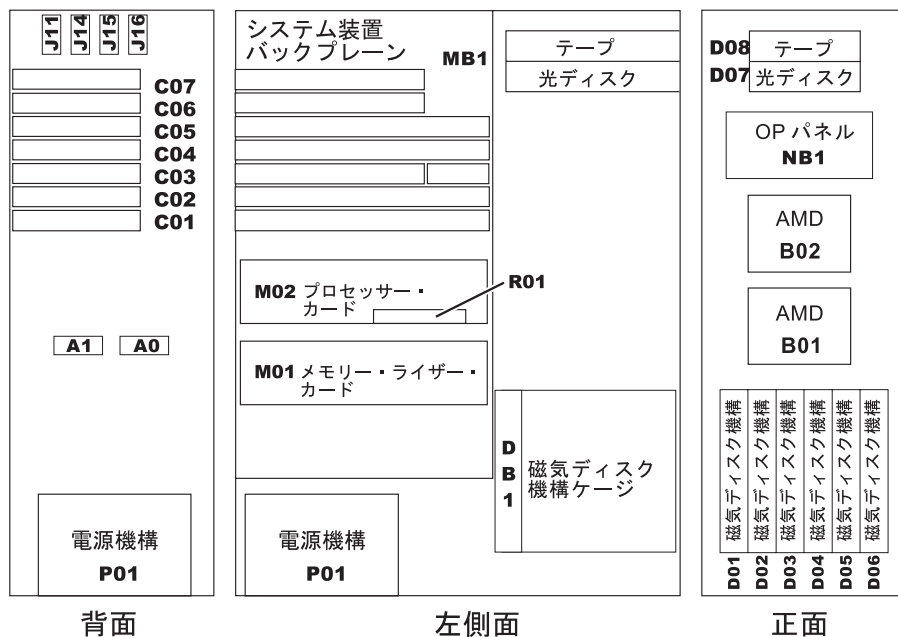 J11
J14
J15
J16
C07
C06
C05
C04
C03
C02
C01
A1
A0
電源機構
P01
背面
システム装置
バックプレーン
MB1
テープ
光ディスク
M02 プロセッサー・
カード
R01
M01 メモリー・ライザー・
カード
DB1
磁気ディスク
機構ケージ
電源機構
P01
左側面
D08 テープ
D07 光ディスク
OP パネル
NB1
AMD
B02
AMD
B01
磁気ディスク機構
磁気ディスク機構
磁気ディスク機構
磁気ディスク機構
磁気ディスク機構
磁気ディスク機構
D01
D02
D03
D04
D05
D06
正面